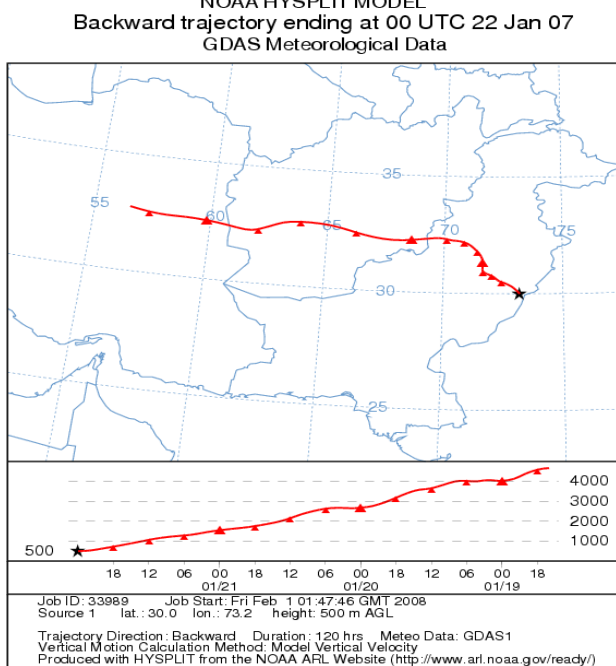 NOAA HYSPLIT MODEL
Backward trajectory ending at 00 UTC 22 Jan 07
GDAS Meteorological Data
35
55
60
65
70
75
30
25
4000
3000
2000
1000
500
18 12 06 00 18 12 06 00 18 12 06 00 18
01/21 01/20 01/19
Job ID: 33989 Job Start: Fri Feb 1 01:47:46 GMT 2008
Source 1 lat.: 30.0 lon.: 73.2 height: 500 m AGL
Trajectory Direction: Backward Duration: 120 hrs Meteo Data: GDAS1
Vertical Motion Calculation Method: Model Vertical Velocity
Produced with HYSPLIT from the NOAA ARL Website (http://www.arl.noaa.gov/ready/)